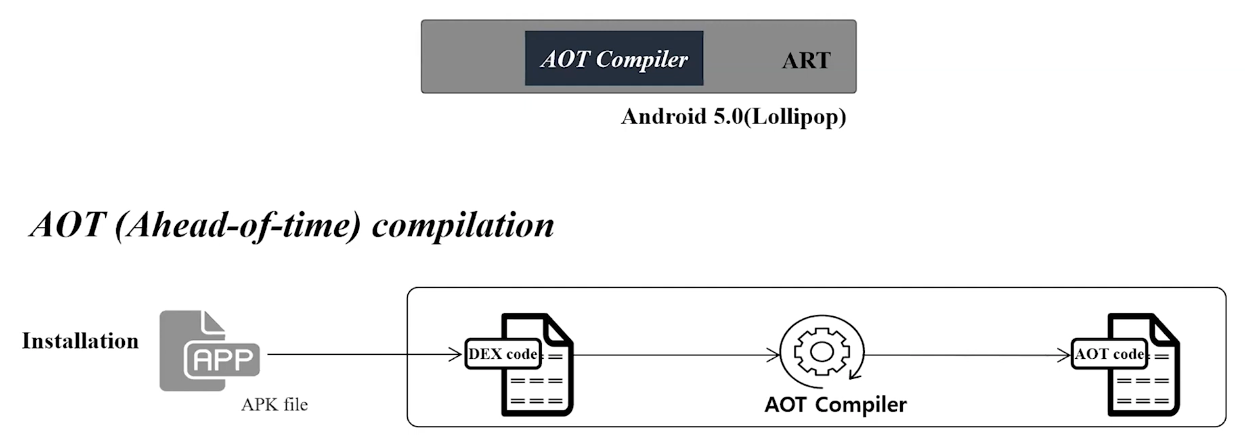 AOT Compiler
ART
Android 5.0(Lollipop)
AOT (Ahead-of-time) compilation
Installation
APP
APK file
DEX code
AOT Compiler
AOT code